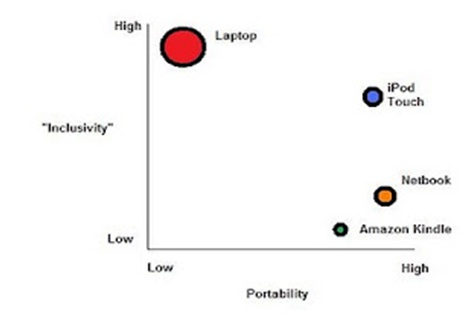 High
Laptop
iPod
Touch
"Inclusivity"
Netbook
Amazon Kindle
Low
Low
High
Portability